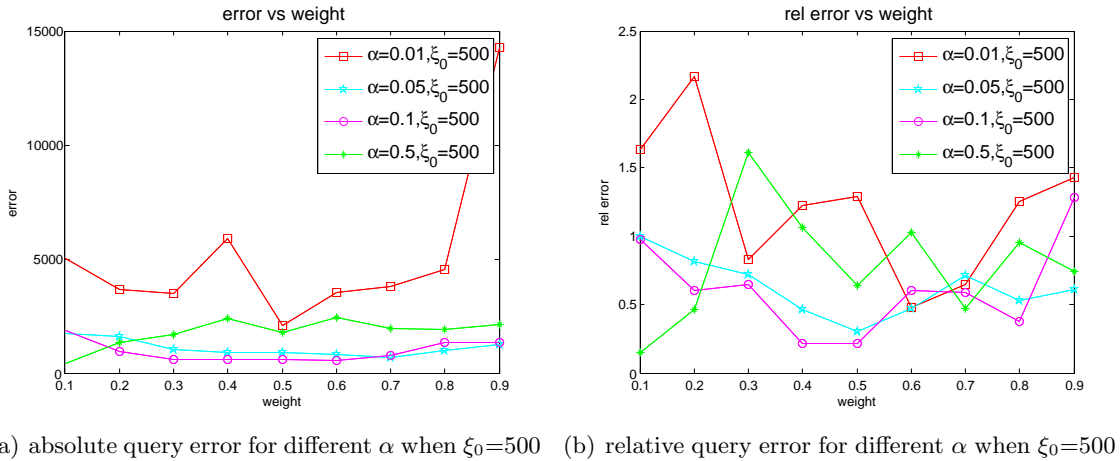 error vs weight
15000
10000
5000
0
error
0.1 0.2 0.3 0.4 0.5 0.6 0.7 0.8 0.9
weight
α=0.01,ξ0=500
α=0.05,ξ0=500
α=0.1,ξ0=500
α=0.5,ξ0=500
a) absolute query error for different α when ξ0=500
rel error vs weight
2.5
2
1.5
1
0.5
0
rel error
0.1 0.2 0.3 0.4 0.5 0.6 0.7 0.8 0.9
weight
α=0.01,ξ0=500
α=0.05,ξ0=500
α=0.1,ξ0=500
α=0.5,ξ0=500
(b) relative query error for different α when ξ0=500